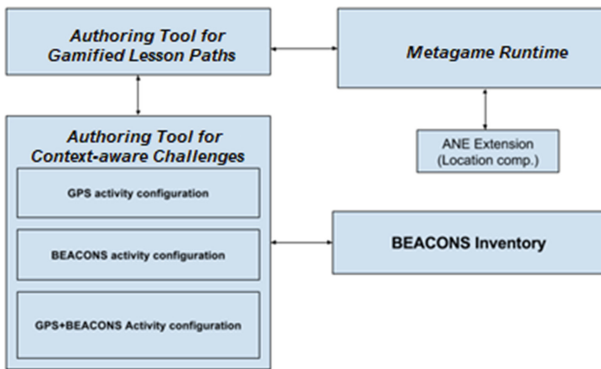 Authoring Tool for
Gamified Lesson Paths
Metagame Runtime
ANE Extension
(Location comp.)
Authoring Tool for
Context-aware Challenges
GPS activity configuration
BEACONS activity configuration
GPS+BEACONS Activity configuration
BEACONS Inventory